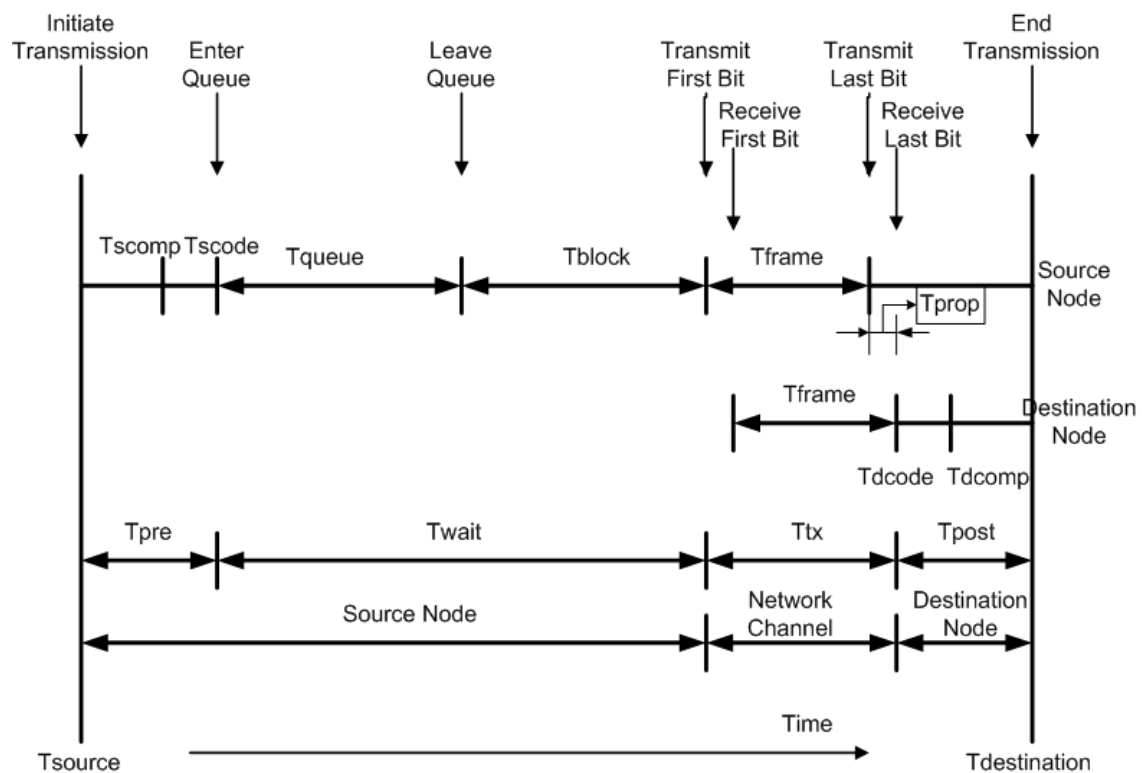 Initiate
Transmission
Enter
Queue
Leave
Queue
Transmit
First Bit
Receive
First Bit
Transmit
Last Bit
Receive
Last Bit
End
Transmission
Tscomp
Tscode
Tqueue
Tblock
Tframe
Source
Node
Tprop
Tframe
Destination
Node
Tdcode
Tdcomp
Tpre
Twait
Ttx
Tpost
Source Node
Network
Channel
Destination
Node
Time
Tsource
Tdestination